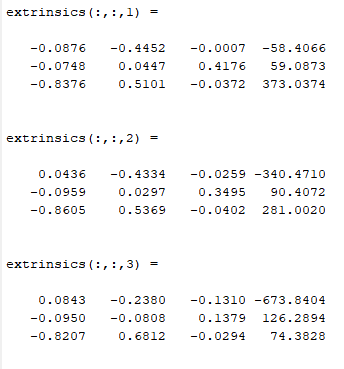 extrinsics(:,:,1) =
-0.0876 -0.4452 -0.0007 -58.4066
-0.0748 0.0447 0.4176 59.0873
-0.8376 0.5101 -0.0372 373.0374
extrinsics(:,:,2) =
0.0436 -0.4334 -0.0259 -340.4710
-0.0959 0.0297 0.3495 90.4072
-0.8605 0.5369 -0.0402 281.0020
extrinsics(:,:,3) =
0.0843 -0.2380 -0.1310 -673.8404
-0.0950 -0.0808 0.1379 126.2894
-0.8207 0.6812 -0.0294 74.3828